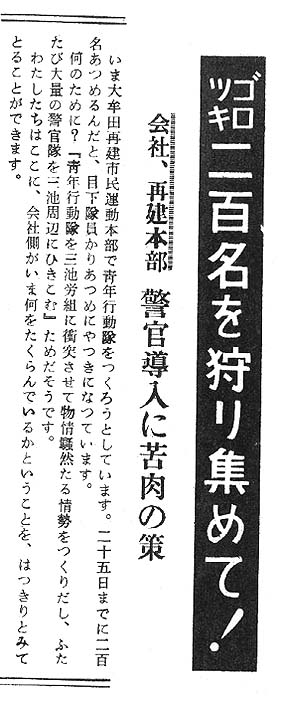 ゴロツキ二百名を狩り集めて!
会社、再建本部 警官導入に苦肉の策
いま大牟田再建市民運動本部で青年行動隊をつくろうとしています。二十五日までに二百
名あつめるんだと、目下隊員かりあつめにやつきになつています。
何のために?『青年行動隊を三池労組に衝突させて物情騒然たる情勢をつくりだし、ふた
たび大量の警官隊を三池周辺にひきこむ』ためだそうです。
わたしたちはここに、会社側がいま何をたくらんでいるかということを、はつきりとみて
とることができます。